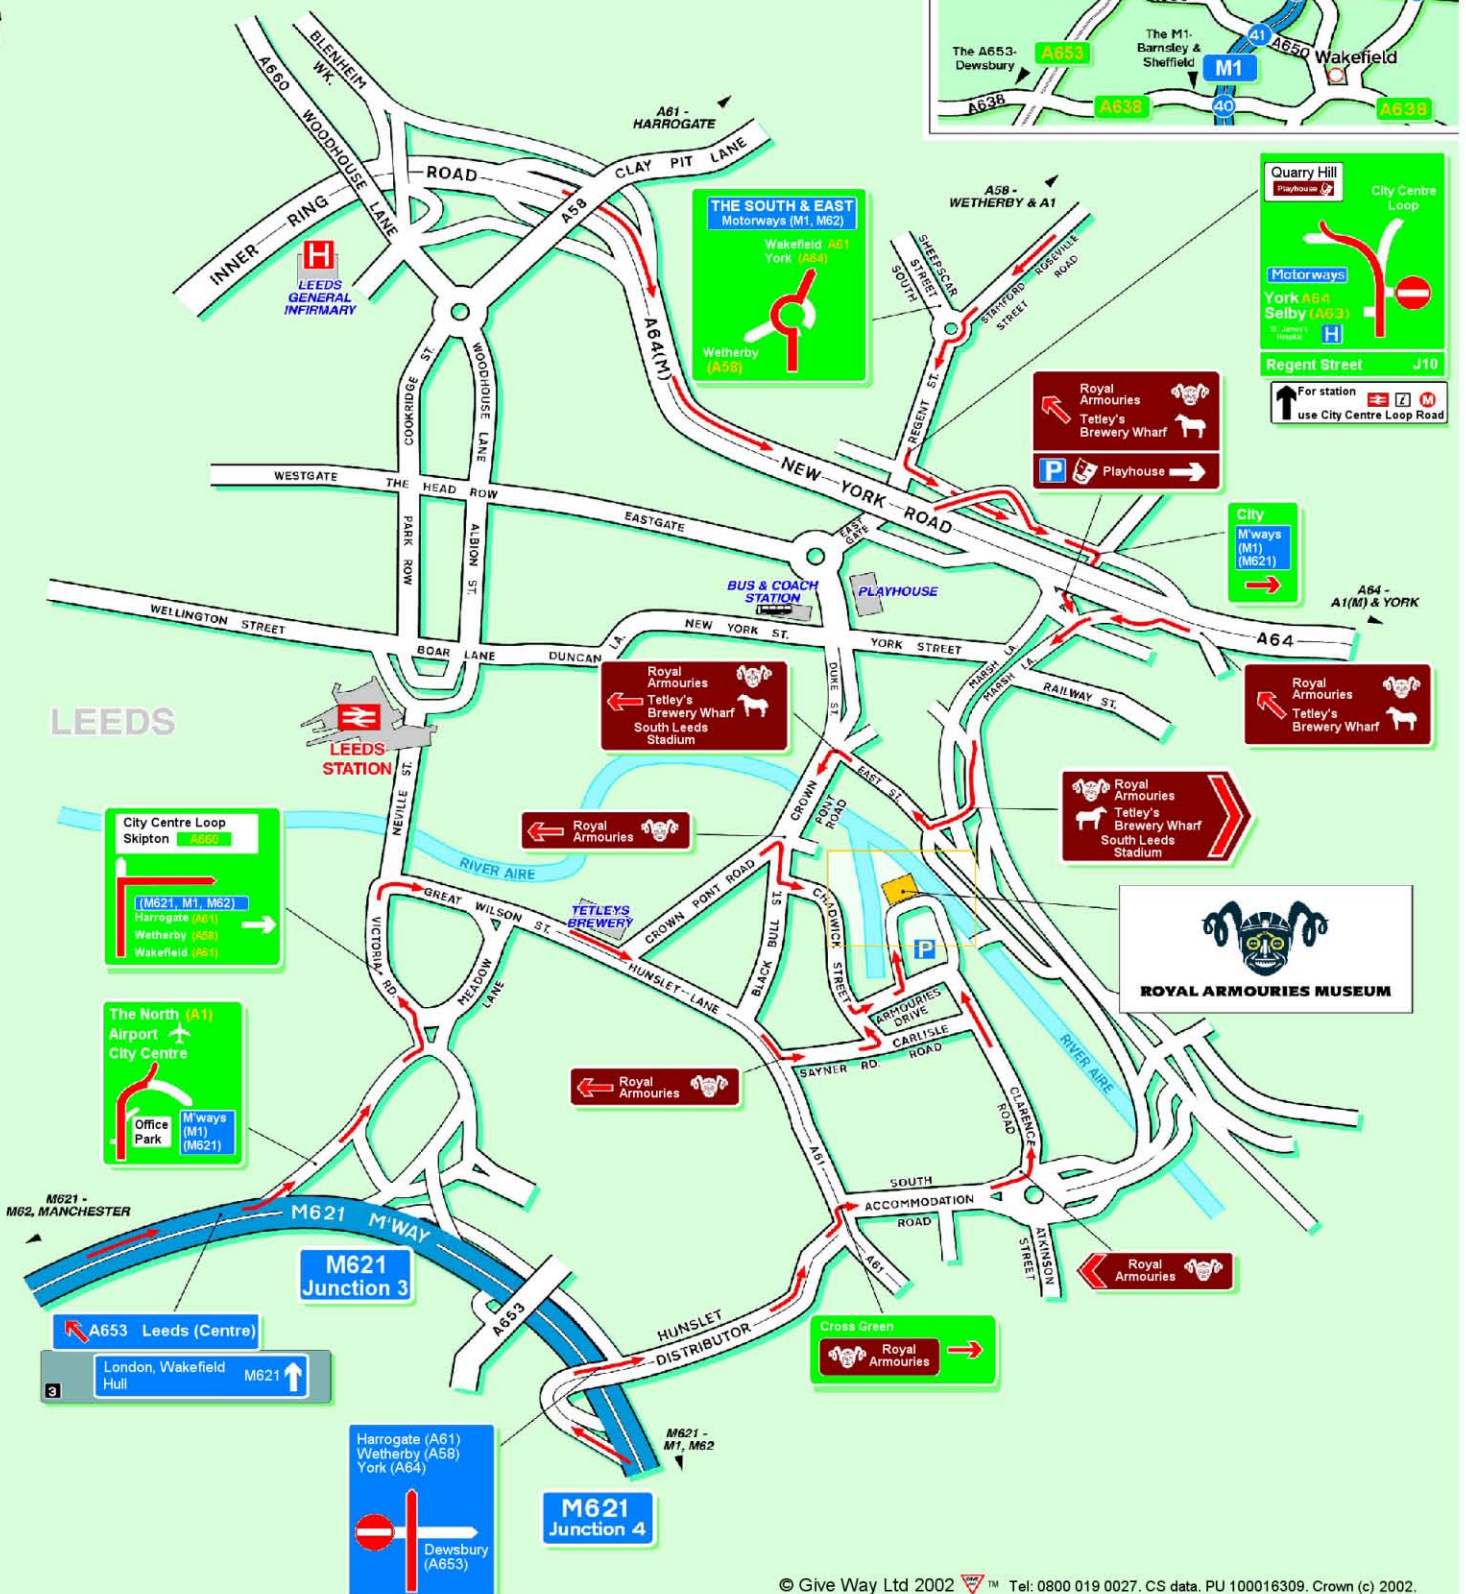 The A653-
Dewsbury
A653
The M1-
Barnsley &
Sheffield
M1
41
A650
Wakefield
A638
A638
40
A638
A660
WOODHOUSE LANE
BLENHEIM
WK.
A61 -
HARROGATE
CLAY PIT LANE
INNER RING ROAD
A58
H
LEEDS
GENERAL
INFIRMARY
THE SOUTH & EAST
Motorways (M1, M62)
Wakefield A61
York (A64)
Wetherby
(A58)
A58 -
WETHERBY & A1
SHEEPSCAR
STREET
SOUTH
ROSEVILLE
ROAD
STAMFORD
STREET
Quarry Hill
Playhouse
City Centre
Loop
Motorways
York A64
Selby (A63)
St. James's
Hospital
H
Regent Street J10
For station
use City Centre Loop Road
A64(M)
REGENT ST.
COOKRIDGE ST.
WOODHOUSE LANE
Royal
Armouries
Tetley's
Brewery Wharf
P Playhouse
WESTGATE
THE HEAD ROW
EASTGATE
EAST
GATE
NEW YORK ROAD
PARK ROW
ALBION ST.
City
M'ways
(M1)
(M621)
A64 -
A1(M) & YORK
A64
BUS & COACH
STATION
PLAYHOUSE
WELLINGTON STREET
BOAR LANE
DUNCAN LA.
NEW YORK ST.
YORK STREET
MARSH LA.
MARSH LA.
RAILWAY ST.
DUKE ST.
Royal
Armouries
Tetley's
Brewery Wharf
South Leeds
Stadium
Royal
Armouries
Tetley's
Brewery Wharf
LEEDS
LEEDS
STATION
NEVILLE ST.
EAST ST.
CROWN
PONT
ROAD
Royal
Armouries
Royal
Armouries
Tetley's
Brewery Wharf
South Leeds
Stadium
City Centre Loop
Skipton A660
(M621, M1, M62)
Harrogate (A61)
Wetherby (A58)
Wakefield (A61)
RIVER AIRE
GREAT WILSON ST.
TETLEYS
BREWERY
CROWN PONT ROAD
VICTORIA RD.
MEADOW
LANE
HUNSLET LANE
BLACK BULL ST.
CHADWICK STREET
P
ARMOURIES
DRIVE
CARLISLE
ROAD
SAYNER RD.
ROYAL ARMOURIES MUSEUM
RIVER AIRE
The North (A1)
Airport
City Centre
Office
Park
M'ways
(M1)
(M621)
Royal
Armouries
CLARENCE
ROAD
A61
SOUTH
ACCOMMODATION
ROAD
ATKINSON
STREET
A61
M621 -
M62, MANCHESTER
M621 M'WAY
M621
Junction 3
A653 Leeds (Centre)
London, Wakefield
Hull
M621
3
A653
HUNSLET
DISTRIBUTOR
Royal
Armouries
Cross Green
Royal
Armouries
Harrogate (A61)
Wetherby (A58)
York (A64)
Dewsbury
(A653)
M621 -
M1, M62
M621
Junction 4
© Give Way Ltd 2002 ™ Tel: 0800 019 0027. CS data. PU 100016309. Crown (c) 2002.